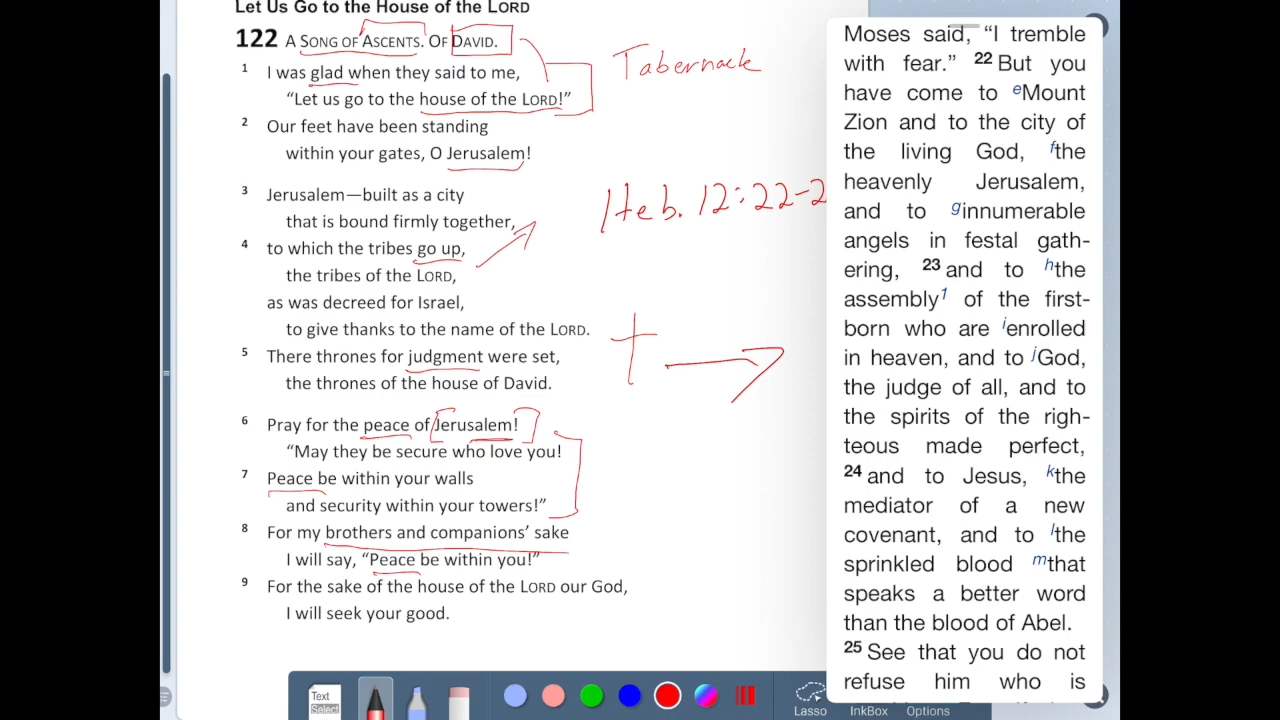 Let Us Go to the House of the LORD
122 A SONG OF ASCENTS. OF DAVID.
1 I was glad when they said to me,
“Let us go to the house of the LORD!”
2 Our feet have been standing
within your gates, O Jerusalem!
3 Jerusalem—built as a city
that is bound firmly together,
4 to which the tribes go up,
the tribes of the LORD,
as was decreed for Israel,
to give thanks to the name of the LORD.
5 There thrones for judgment were set,
the thrones of the house of David.
6 Pray for the peace of Jerusalem!
“May they be secure who love you!
7 Peace be within your walls
and security within your towers!”
8 For my brothers and companions’ sake
I will say, “Peace be within you!”
9 For the sake of the house of the LORD our God,
I will seek your good.
Tabernacle
Heb. 12:22-2
Moses said, “I tremble
with fear.” 22 But you
have come to eMount
Zion and to the city of
the living God, fthe
heavenly Jerusalem,
and to ginnumerable
angels in festal gath-
ering, 23 and to hthe
assembly1 of the first-
born who are ienrolled
in heaven, and to jGod,
the judge of all, and to
the spirits of the righ-
teous made perfect,
24 and to Jesus, kthe
mediator of a new
covenant, and to lthe
sprinkled blood mthat
speaks a better word
than the blood of Abel.
25 See that you do not
refuse him who is
Text
Select
Lasso
InkBox
Options